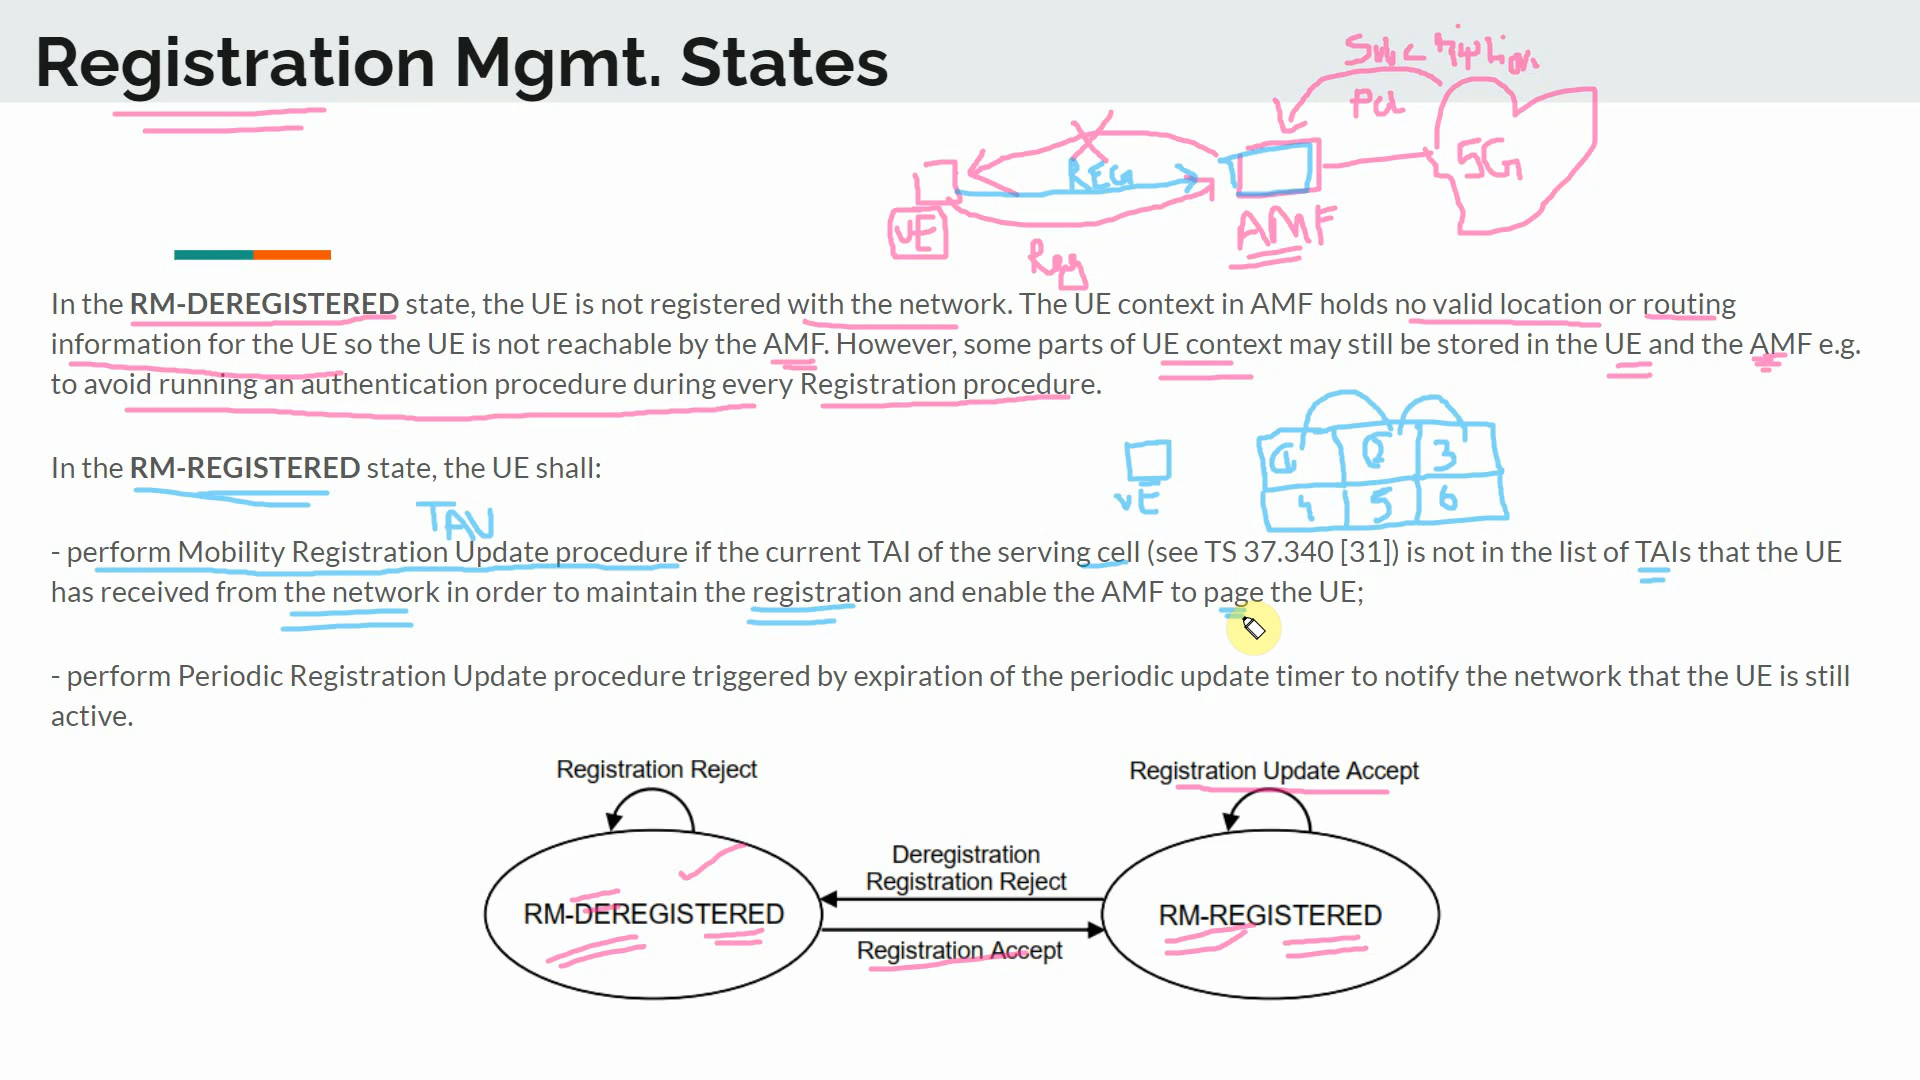 Registration Mgmt. States
5G
REG
UE
AMF
Reg
In the RM-DEREGISTERED state, the UE is not registered with the network. The UE context in AMF holds no valid location or routing
information for the UE so the UE is not reachable by the AMF. However, some parts of UE context may still be stored in the UE and the AMF e.g.
to avoid running an authentication procedure during every Registration procedure.
1 2 3
In the RM-REGISTERED state, the UE shall:
UE
4 5 6
TAU
- perform Mobility Registration Update procedure if the current TAI of the serving cell (see TS 37.340 [31]) is not in the list of TAIs that the UE
has received from the network in order to maintain the registration and enable the AMF to page the UE;
- perform Periodic Registration Update procedure triggered by expiration of the periodic update timer to notify the network that the UE is still
active.
Registration Reject
Registration Update Accept
Deregistration
Registration Reject
RM-DEREGISTERED
RM-REGISTERED
Registration Accept